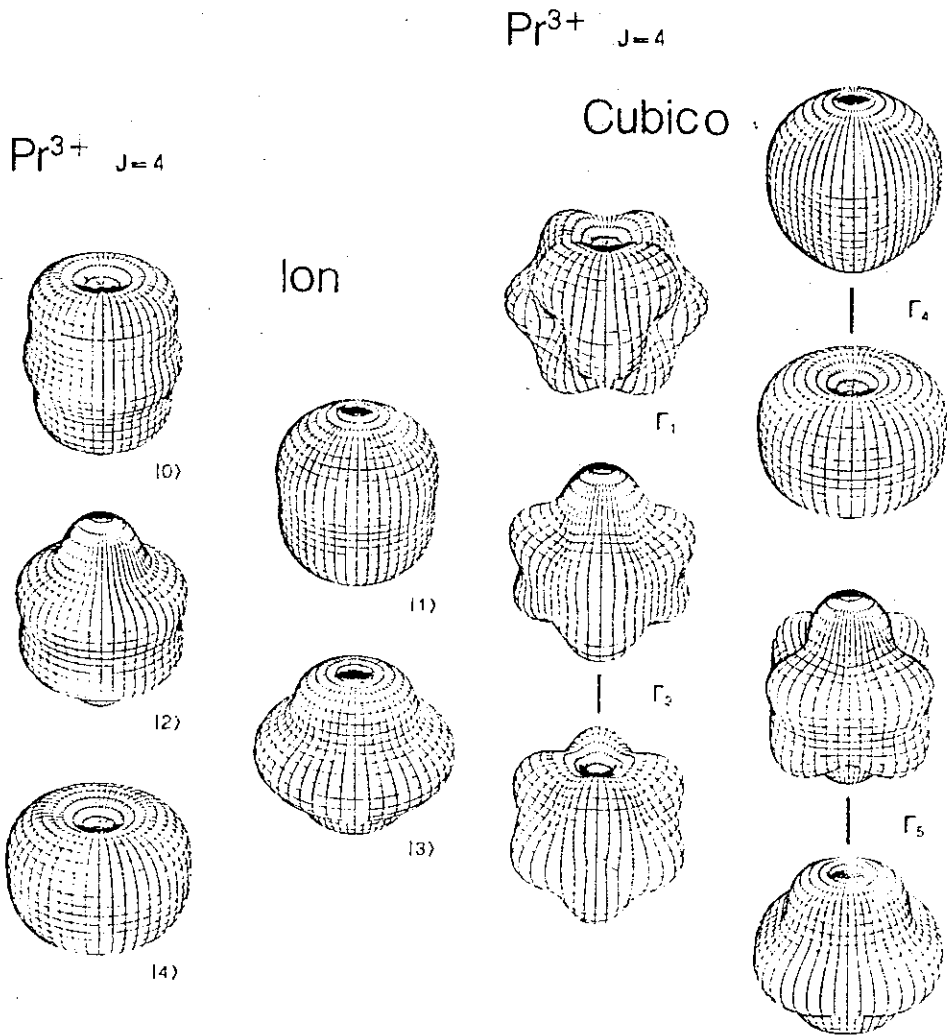 Pr³⁺ J=4
Ion
|0⟩
|1⟩
|2⟩
|3⟩
|4⟩
Pr³⁺ J=4
Cubico
Γ₁
Γ₄
Γ₃
Γ₅